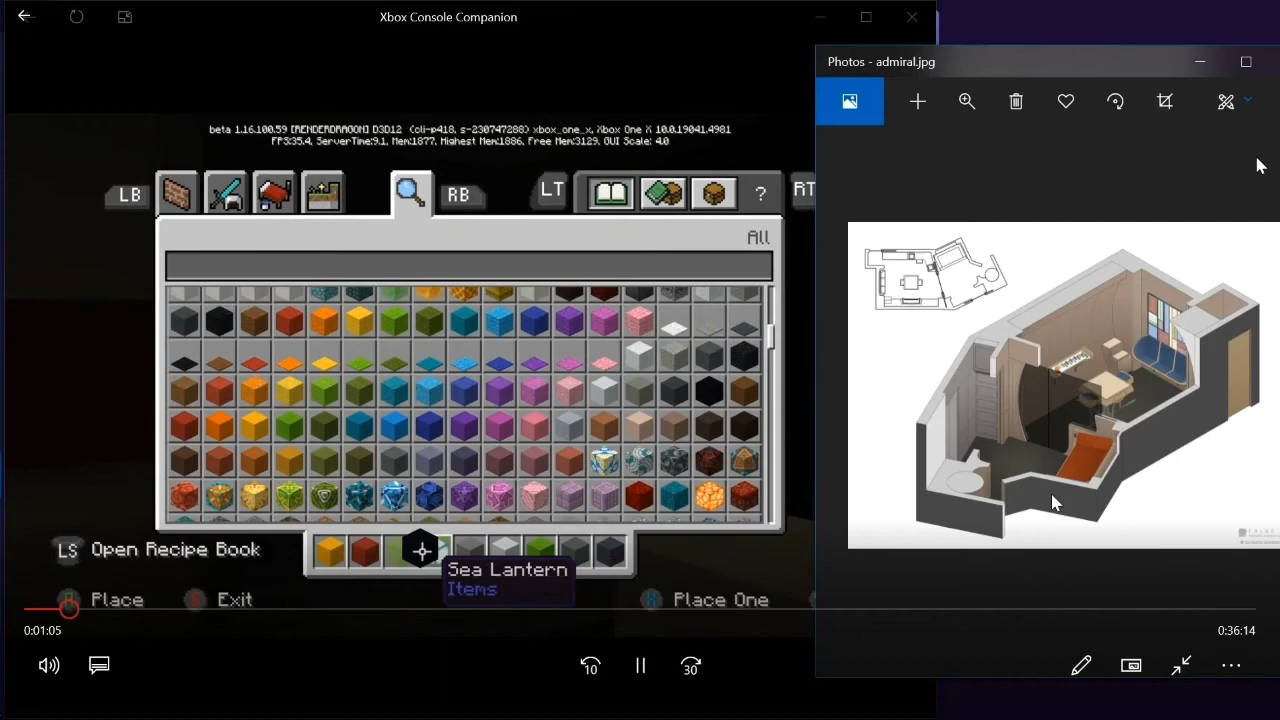 Xbox Console Companion
Photos - admiral.jpg
beta 1.16.100.59 [RENDERDRAGON] D3D12 (cli-p418, s-230747288) xbox_one_x, Xbox One X 10.0.19041.4981
FPS:35.4, ServerTime:9.1, Mem:1877, Highest Mem:1886, Free Mem:3129, GUI Scale: 4.0
LB
RB
LT
?
RT
All
LS Open Recipe Book
Sea Lantern
Items
Place
Exit
Place One
0:01:05
0:36:14
10
30